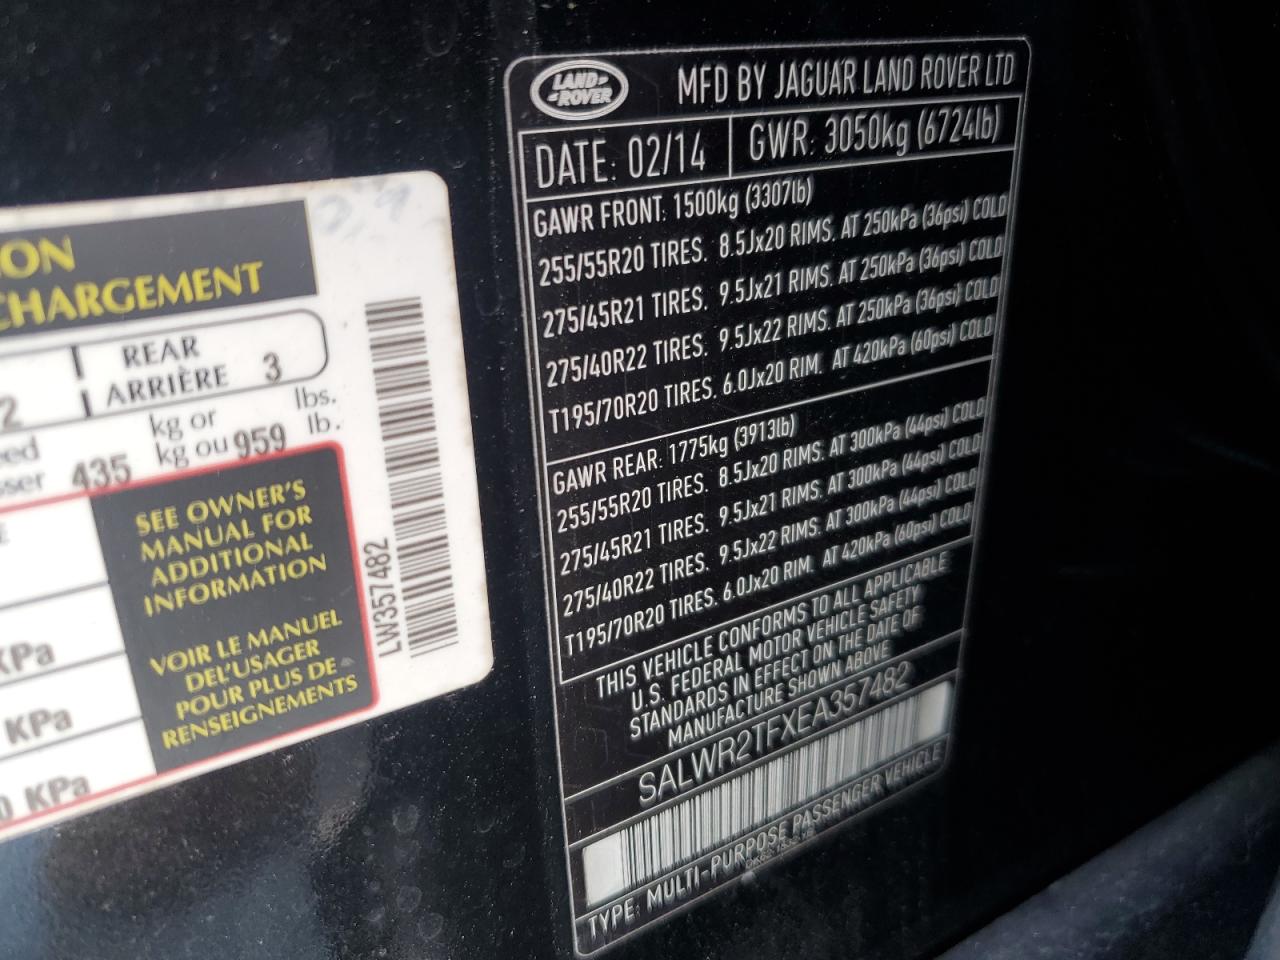 ION
CHARGEMENT
2
REAR
ARRIÈRE 3
kg or lbs.
kg ou 959 lb.
435
SEE OWNER'S
MANUAL FOR
ADDITIONAL
INFORMATION
VOIR LE MANUEL
DEL'USAGER
POUR PLUS DE
RENSEIGNEMENTS
KPa
KPa
0 KPa
LW357482
LAND
ROVER
MFD BY JAGUAR LAND ROVER LTD
DATE: 02/14 GWR: 3050kg (6724lb)
GAWR FRONT: 1500kg (3307lb)
255/55R20 TIRES. 8.5Jx20 RIMS. AT 250kPa (36psi) COLD
275/45R21 TIRES. 9.5Jx21 RIMS. AT 250kPa (36psi) COLD
275/40R22 TIRES. 9.5Jx22 RIMS. AT 250kPa (36psi) COLD
T195/70R20 TIRES. 6.0Jx20 RIM. AT 420kPa (60psi) COLD
GAWR REAR: 1775kg (3913lb)
255/55R20 TIRES. 8.5Jx20 RIMS. AT 300kPa (44psi) COLD
275/45R21 TIRES. 9.5Jx21 RIMS. AT 300kPa (44psi) COLD
275/40R22 TIRES. 9.5Jx22 RIMS. AT 300kPa (44psi) COLD
T195/70R20 TIRES. 6.0Jx20 RIM. AT 420kPa (60psi) COLD
THIS VEHICLE CONFORMS TO ALL APPLICABLE
U.S. FEDERAL MOTOR VEHICLE SAFETY
STANDARDS IN EFFECT ON THE DATE OF
MANUFACTURE SHOWN ABOVE
SALWR2TFXEA357482
TYPE: MULTI-PURPOSE PASSENGER VEHICLE